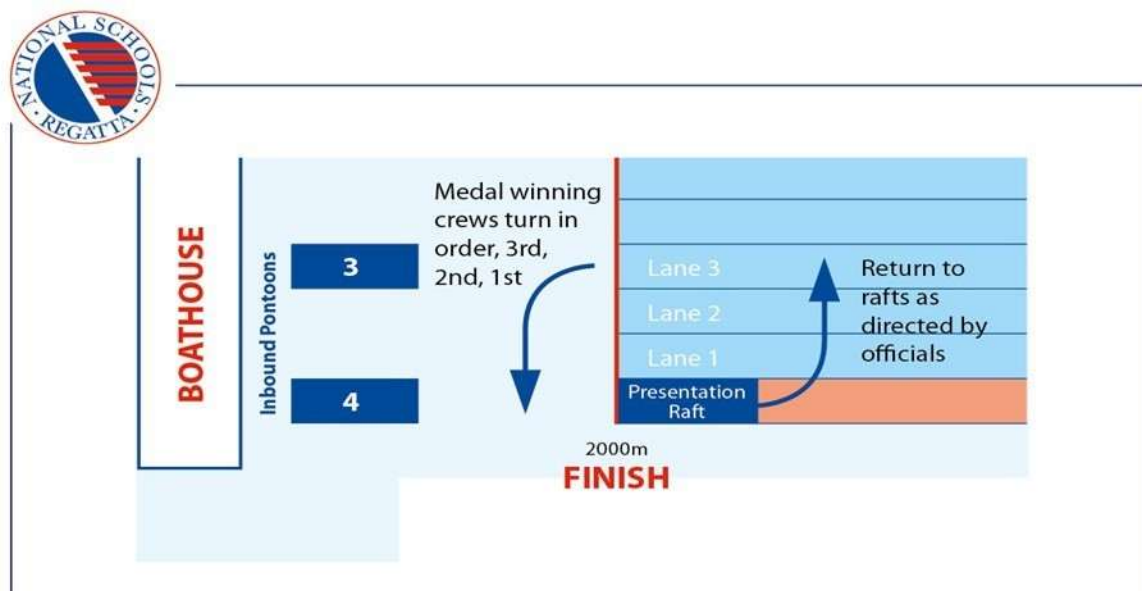 NATIONAL SCHOOLS · REGATTA ·
BOATHOUSE
Inbound Pontoons
3
4
Medal winning
crews turn in
order, 3rd,
2nd, 1st
Lane 3
Lane 2
Lane 1
Return to
rafts as
directed by
officials
Presentation
Raft
2000m
FINISH